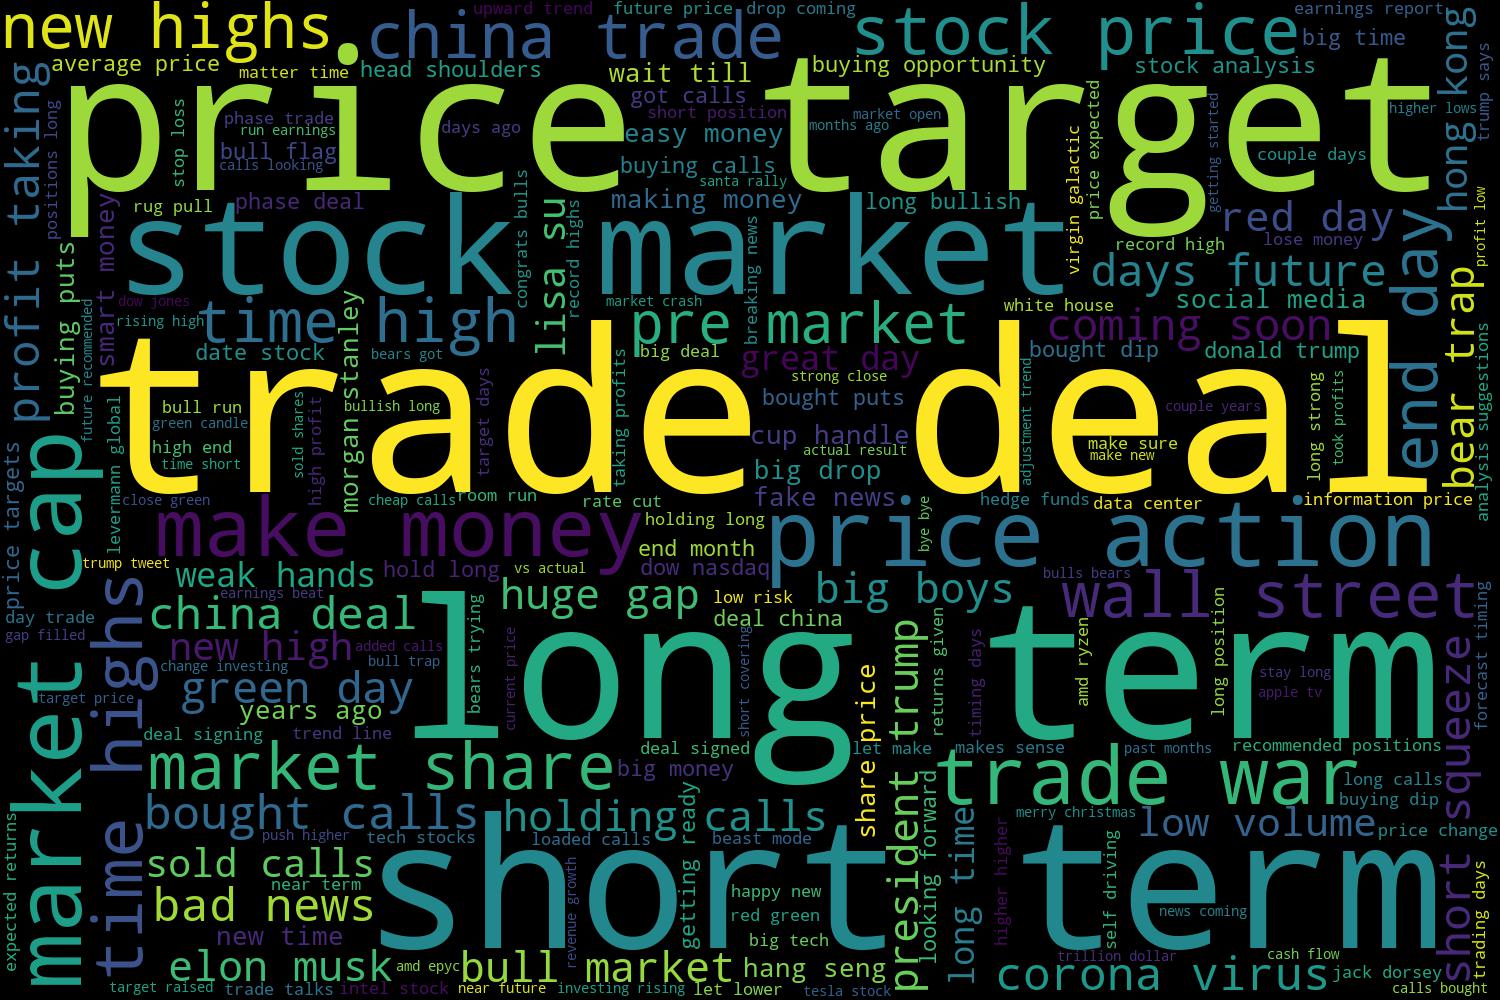 new highs
china trade
upward trend
future price
drop coming
stock price
earnings report
big time
average price
matter time
head shoulders
wait till
buying opportunity
stock analysis
hong kong
trump says
profit taking
positions long
stop loss
phase trade
run earnings
bull flag
calls looking
days ago
got calls
short position
easy money
months ago
market open
price expected
getting started
couple days
higher lows
price target
buying calls
santa rally
rug pull
phase deal
making money
long bullish
virgin galactic
red day
lose money
record high
profit low
smart money
buying puts
stock market
congrats bulls
lisa su
record highs
breaking news
days future
end day
bear trap
dow jones
rising high
time high
market crash
pre market
white house
social media
coming soon
future recommended
date stock
bears got
morgan stanley
big deal
great day
strong close
bought dip
donald trump
analysis suggestions
trade deal
bull run
green candle
sold shares
high profit
bullish long
target days
taking profits
bought puts
couple years
long strong
took profits
high end
time short
cup handle
actual result
big drop
adjustment trend
make sure
make new
levermann global
close green
cheap calls
room run
rate cut
fake news
hedge funds
data center
information price
price targets
market cap
make money
holding long
end month
bye bye
price action
trump tweet
weak hands
hold long
vs actual
dow nasdaq
big boys
bulls bears
wall street
earnings beat
day trade
gap filled
time highs
china deal
huge gap
low risk
deal china
new high
added calls
change investing
bull trap
bears trying
current price
short covering
long term
returns given
timing days
amd ryzen
long position
stay long
apple tv
forecast timing
target price
green day
years ago
deal signing
trend line
deal signed
share price
president trump
let make
makes sense
past months
recommended positions
short squeeze
market share
big money
trade war
long calls
buying dip
bought calls
push higher
tech stocks
holding calls
loaded calls
getting ready
beast mode
looking forward
long time
merry christmas
higher higher
low volume
price change
expected returns
sold calls
near term
short term
revenue growth
happy new
red green
self driving
news coming
trading days
bad news
new time
big tech
trillion dollar
cash flow
elon musk
amd epyc
bull market
hang seng
corona virus
jack dorsey
target raised
trade talks
intel stock
near future
investing rising
let lower
tesla stock
calls bought